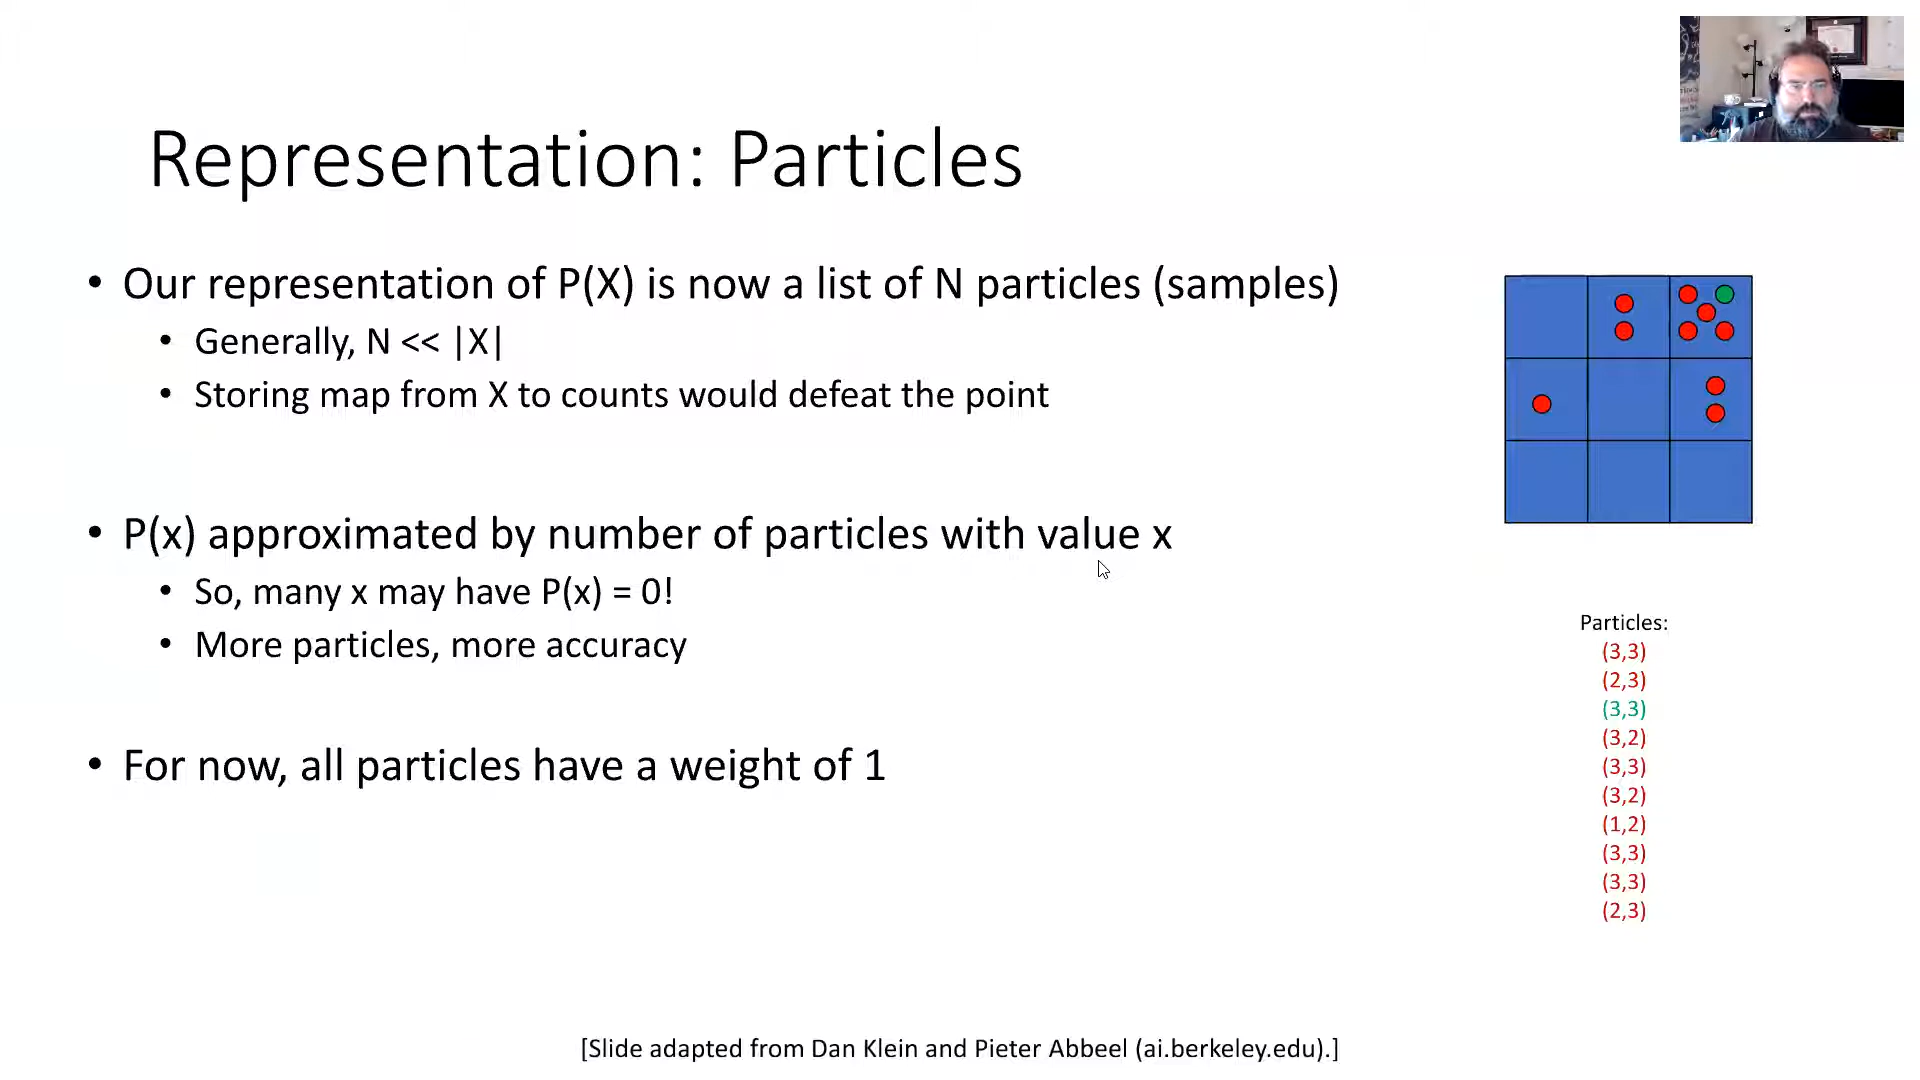 Representation: Particles
• Our representation of P(X) is now a list of N particles (samples)
• Generally, N << |X|
• Storing map from X to counts would defeat the point
• P(x) approximated by number of particles with value x
• So, many x may have P(x) = 0!
• More particles, more accuracy
• For now, all particles have a weight of 1
Particles:
(3,3)
(2,3)
(3,3)
(3,2)
(3,3)
(3,2)
(1,2)
(3,3)
(3,3)
(2,3)
[Slide adapted from Dan Klein and Pieter Abbeel (ai.berkeley.edu).]